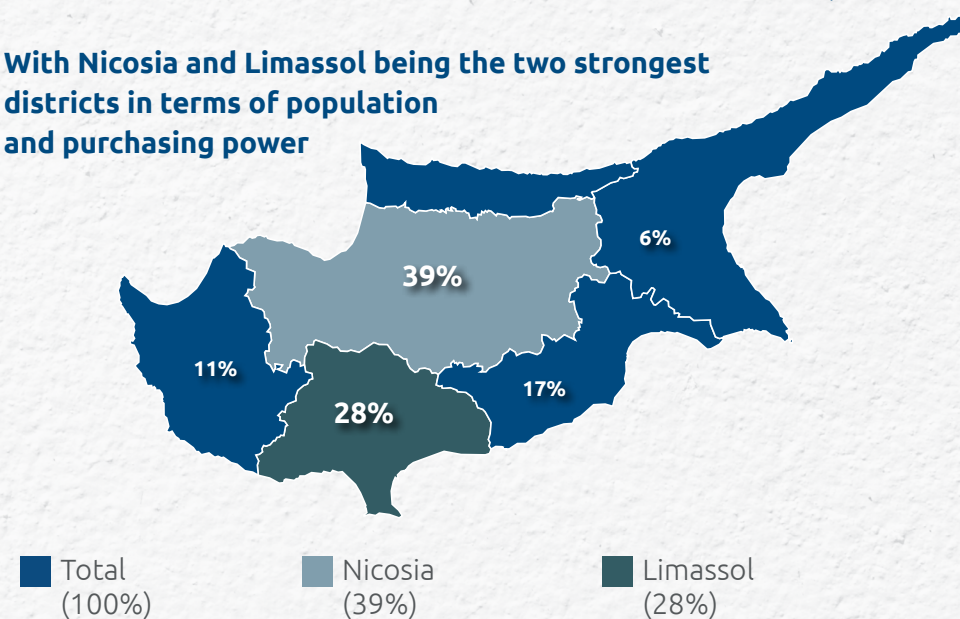 With Nicosia and Limassol being the two strongest
districts in terms of population
and purchasing power
6%
39%
11%
17%
28%
Total
(100%)
Nicosia
(39%)
Limassol
(28%)